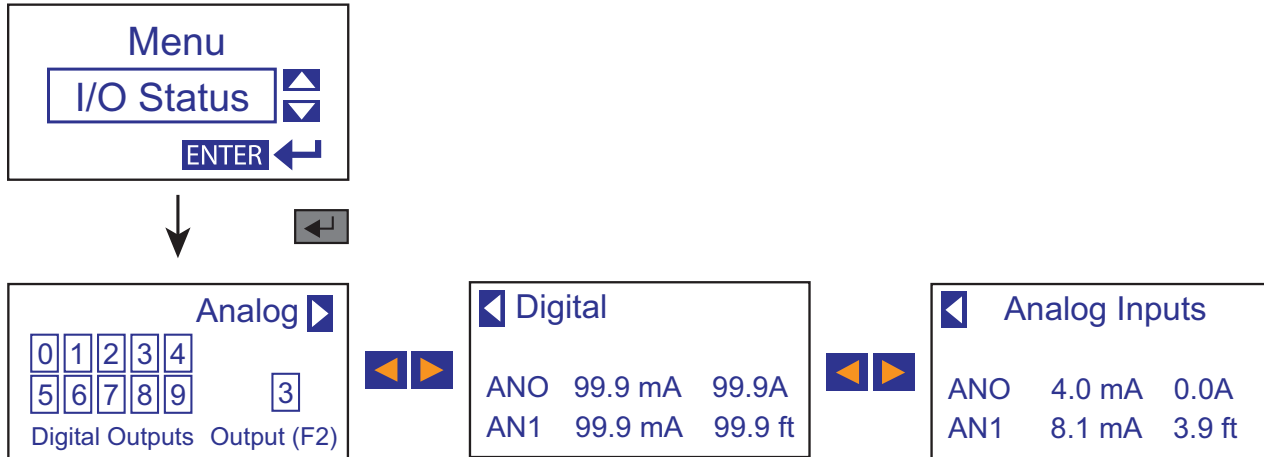 Menu
I/O Status
ENTER
Analog
0 1 2 3 4
5 6 7 8 9
3
Digital Outputs Output (F2)
Digital
ANO 99.9 mA 99.9A
AN1 99.9 mA 99.9 ft
Analog Inputs
ANO 4.0 mA 0.0A
AN1 8.1 mA 3.9 ft